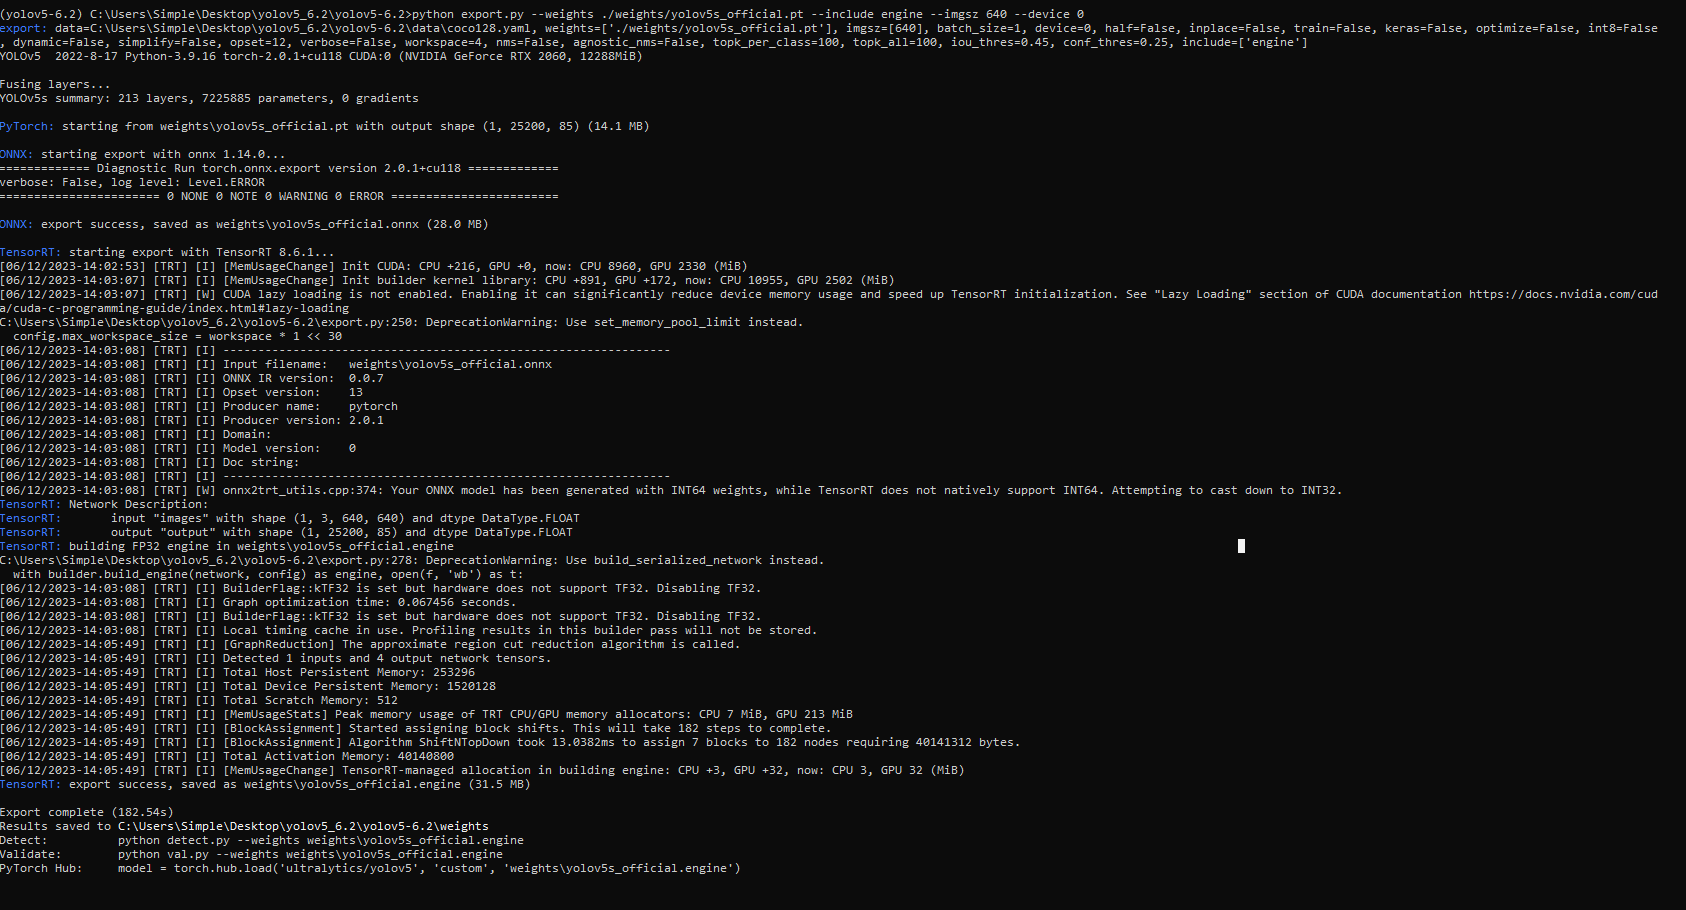 (yolov5-6.2) C:\Users\Simple\Desktop\yolov5_6.2\yolov5-6.2>python export.py --weights ./weights/yolov5s_official.pt --include engine --imgsz 640 --device 0
export: data=C:\Users\Simple\Desktop\yolov5_6.2\yolov5-6.2\data\coco128.yaml, weights=['./weights/yolov5s_official.pt'], imgsz=[640], batch_size=1, device=0, half=False, inplace=False, train=False, keras=False, optimize=False, int8=False
, dynamic=False, simplify=False, opset=12, verbose=False, workspace=4, nms=False, agnostic_nms=False, topk_per_class=100, topk_all=100, iou_thres=0.45, conf_thres=0.25, include=['engine']
YOLOv5  2022-8-17 Python-3.9.16 torch-2.0.1+cu118 CUDA:0 (NVIDIA GeForce RTX 2060, 12288MiB)
Fusing layers...
YOLOv5s summary: 213 layers, 7225885 parameters, 0 gradients
PyTorch: starting from weights\yolov5s_official.pt with output shape (1, 25200, 85) (14.1 MB)
ONNX: starting export with onnx 1.14.0...
============= Diagnostic Run torch.onnx.export version 2.0.1+cu118 =============
verbose: False, log level: Level.ERROR
======================= 0 NONE 0 NOTE 0 WARNING 0 ERROR ========================
ONNX: export success, saved as weights\yolov5s_official.onnx (28.0 MB)
TensorRT: starting export with TensorRT 8.6.1...
[06/12/2023-14:02:53] [TRT] [I] [MemUsageChange] Init CUDA: CPU +216, GPU +0, now: CPU 8960, GPU 2330 (MiB)
[06/12/2023-14:03:07] [TRT] [I] [MemUsageChange] Init builder kernel library: CPU +891, GPU +172, now: CPU 10955, GPU 2502 (MiB)
[06/12/2023-14:03:07] [TRT] [W] CUDA lazy loading is not enabled. Enabling it can significantly reduce device memory usage and speed up TensorRT initialization. See "Lazy Loading" section of CUDA documentation https://docs.nvidia.com/cud
a/cuda-c-programming-guide/index.html#lazy-loading
C:\Users\Simple\Desktop\yolov5_6.2\yolov5-6.2\export.py:250: DeprecationWarning: Use set_memory_pool_limit instead.
  config.max_workspace_size = workspace * 1 << 30
[06/12/2023-14:03:08] [TRT] [I] ----------------------------------------------------------------
[06/12/2023-14:03:08] [TRT] [I] Input filename:   weights\yolov5s_official.onnx
[06/12/2023-14:03:08] [TRT] [I] ONNX IR version:  0.0.7
[06/12/2023-14:03:08] [TRT] [I] Opset version:    13
[06/12/2023-14:03:08] [TRT] [I] Producer name:    pytorch
[06/12/2023-14:03:08] [TRT] [I] Producer version: 2.0.1
[06/12/2023-14:03:08] [TRT] [I] Domain:
[06/12/2023-14:03:08] [TRT] [I] Model version:    0
[06/12/2023-14:03:08] [TRT] [I] Doc string:
[06/12/2023-14:03:08] [TRT] [I] ----------------------------------------------------------------
[06/12/2023-14:03:08] [TRT] [W] onnx2trt_utils.cpp:374: Your ONNX model has been generated with INT64 weights, while TensorRT does not natively support INT64. Attempting to cast down to INT32.
TensorRT: Network Description:
TensorRT:       input "images" with shape (1, 3, 640, 640) and dtype DataType.FLOAT
TensorRT:       output "output" with shape (1, 25200, 85) and dtype DataType.FLOAT
TensorRT: building FP32 engine in weights\yolov5s_official.engine
C:\Users\Simple\Desktop\yolov5_6.2\yolov5-6.2\export.py:278: DeprecationWarning: Use build_serialized_network instead.
  with builder.build_engine(network, config) as engine, open(f, 'wb') as t:
[06/12/2023-14:03:08] [TRT] [I] BuilderFlag::kTF32 is set but hardware does not support TF32. Disabling TF32.
[06/12/2023-14:03:08] [TRT] [I] Graph optimization time: 0.067456 seconds.
[06/12/2023-14:03:08] [TRT] [I] BuilderFlag::kTF32 is set but hardware does not support TF32. Disabling TF32.
[06/12/2023-14:03:08] [TRT] [I] Local timing cache in use. Profiling results in this builder pass will not be stored.
[06/12/2023-14:05:49] [TRT] [I] [GraphReduction] The approximate region cut reduction algorithm is called.
[06/12/2023-14:05:49] [TRT] [I] Detected 1 inputs and 4 output network tensors.
[06/12/2023-14:05:49] [TRT] [I] Total Host Persistent Memory: 253296
[06/12/2023-14:05:49] [TRT] [I] Total Device Persistent Memory: 1520128
[06/12/2023-14:05:49] [TRT] [I] Total Scratch Memory: 512
[06/12/2023-14:05:49] [TRT] [I] [MemUsageStats] Peak memory usage of TRT CPU/GPU memory allocators: CPU 7 MiB, GPU 213 MiB
[06/12/2023-14:05:49] [TRT] [I] [BlockAssignment] Started assigning block shifts. This will take 182 steps to complete.
[06/12/2023-14:05:49] [TRT] [I] [BlockAssignment] Algorithm ShiftNTopDown took 13.0382ms to assign 7 blocks to 182 nodes requiring 40141312 bytes.
[06/12/2023-14:05:49] [TRT] [I] Total Activation Memory: 40140800
[06/12/2023-14:05:49] [TRT] [I] [MemUsageChange] TensorRT-managed allocation in building engine: CPU +3, GPU +32, now: CPU 3, GPU 32 (MiB)
TensorRT: export success, saved as weights\yolov5s_official.engine (31.5 MB)
Export complete (182.54s)
Results saved to C:\Users\Simple\Desktop\yolov5_6.2\yolov5-6.2\weights
Detect:          python detect.py --weights weights\yolov5s_official.engine
Validate:        python val.py --weights weights\yolov5s_official.engine
PyTorch Hub:     model = torch.hub.load('ultralytics/yolov5', 'custom', 'weights\yolov5s_official.engine')